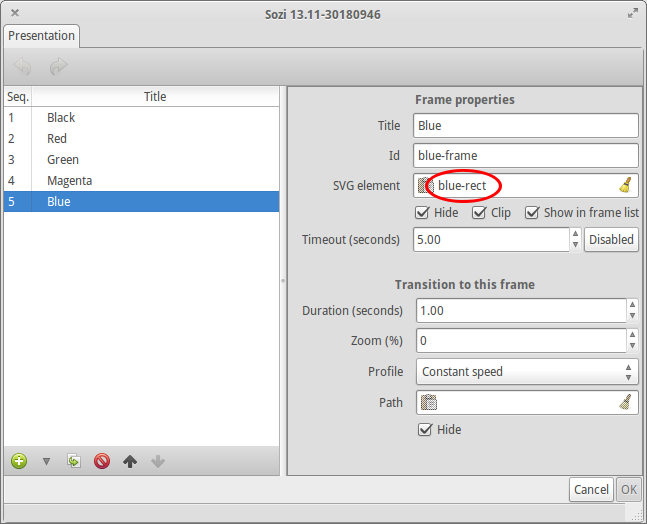 Sozi 13.11-30180946
Presentation
Seq. Title
1 Black
2 Red
3 Green
4 Magenta
5 Blue
Frame properties
Title Blue
Id blue-frame
SVG element blue-rect
Hide Clip Show in frame list
Timeout (seconds) 5.00 Disabled
Transition to this frame
Duration (seconds) 1.00
Zoom (%) 0
Profile Constant speed
Path
Hide
Cancel OK